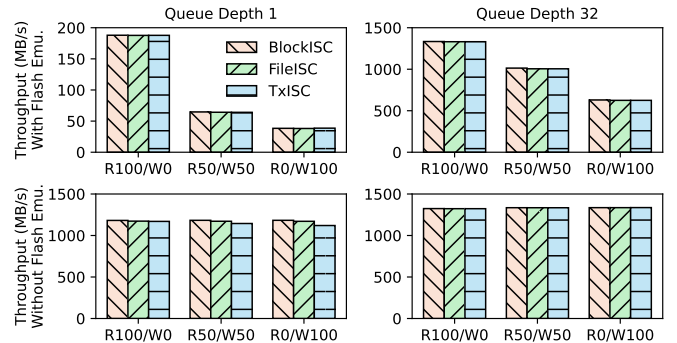 Queue Depth 1
Queue Depth 32
Throughput (MB/s)
With Flash Emu.
200
150
100
50
0
BlockISC
FileISC
TxISC
R100/W0 R50/W50 R0/W100
1500
1000
500
0
R100/W0 R50/W50 R0/W100
Throughput (MB/s)
Without Flash Emu.
1500
1000
500
0
R100/W0 R50/W50 R0/W100
1500
1000
500
0
R100/W0 R50/W50 R0/W100